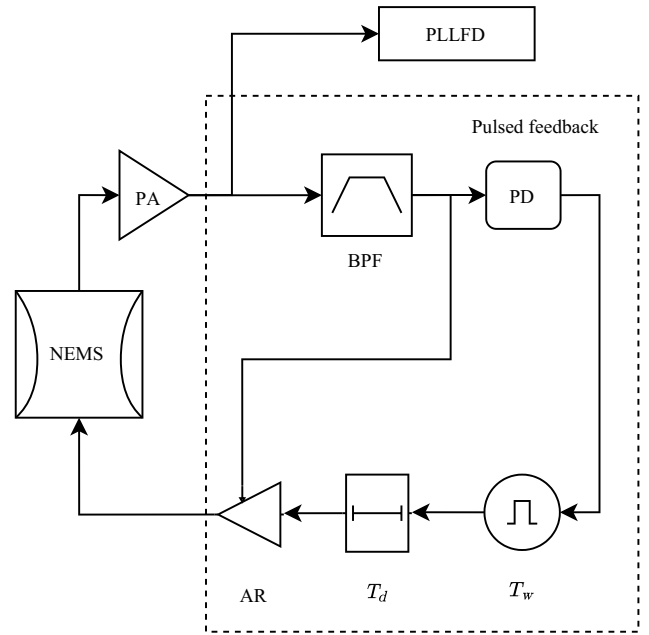 PLLFD
Pulsed feedback
PA
PD
BPF
NEMS
AR
T_d
T_w